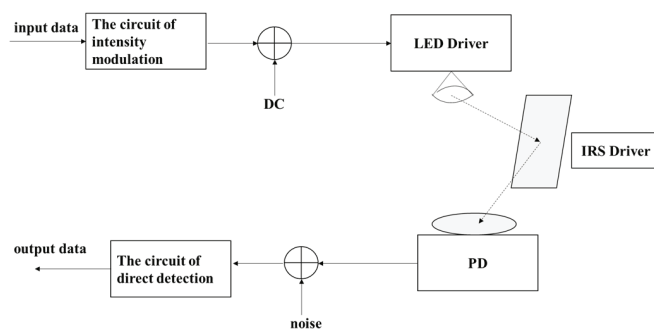 input data
The circuit of
intensity
modulation
DC
LED Driver
IRS Driver
output data
The circuit of
direct detection
noise
PD